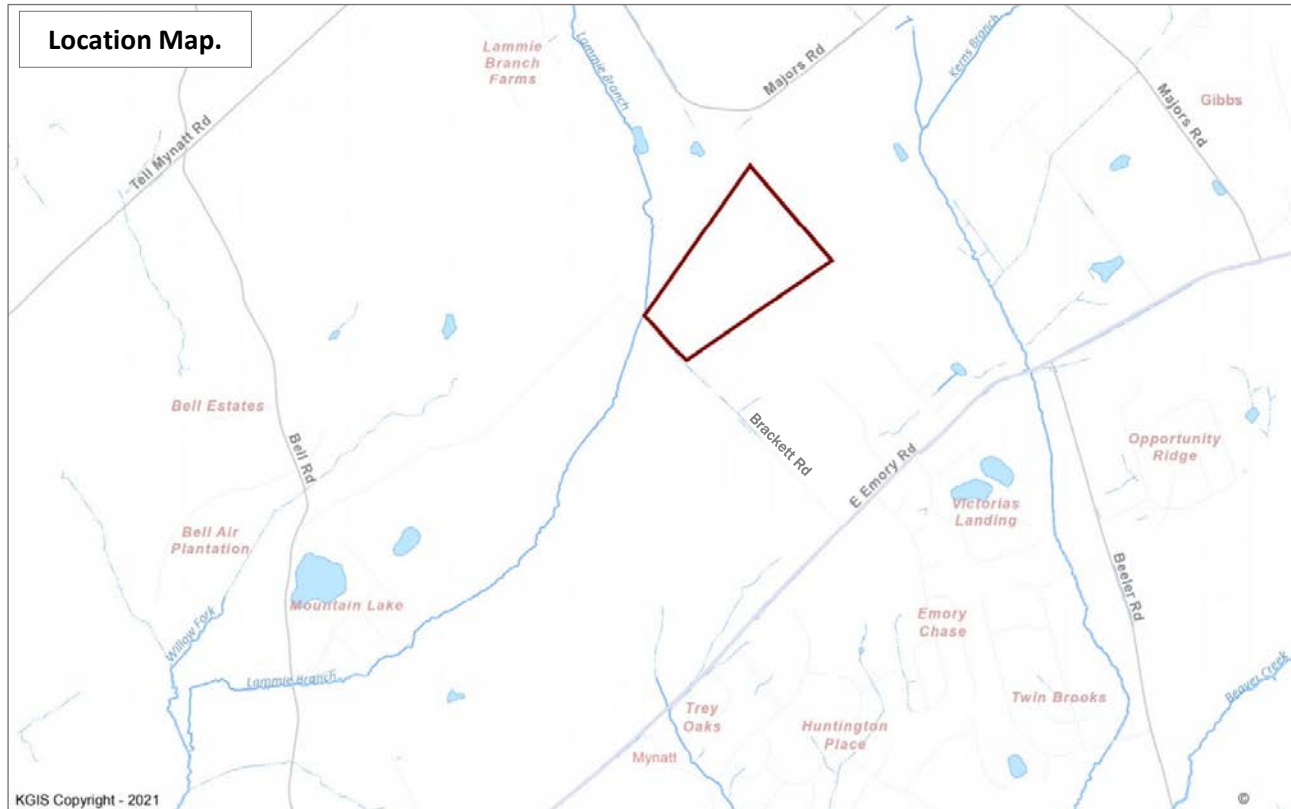 Location Map.
Lammie
Branch
Farms
Lammie Branch
Majors Rd
Kerns Branch
Majors Rd
Gibbs
Tell Mynatt Rd
Bell Estates
Bell Rd
Brackett Rd
E Emory Rd
Opportunity
Ridge
Victorias
Landing
Bell Air
Plantation
Mountain Lake
Willow Fork
Lammie Branch
Emory
Chase
Beeler Rd
Twin Brooks
Beaver Creek
Trey
Oaks
Huntington
Place
Mynatt
KGIS Copyright - 2021
©